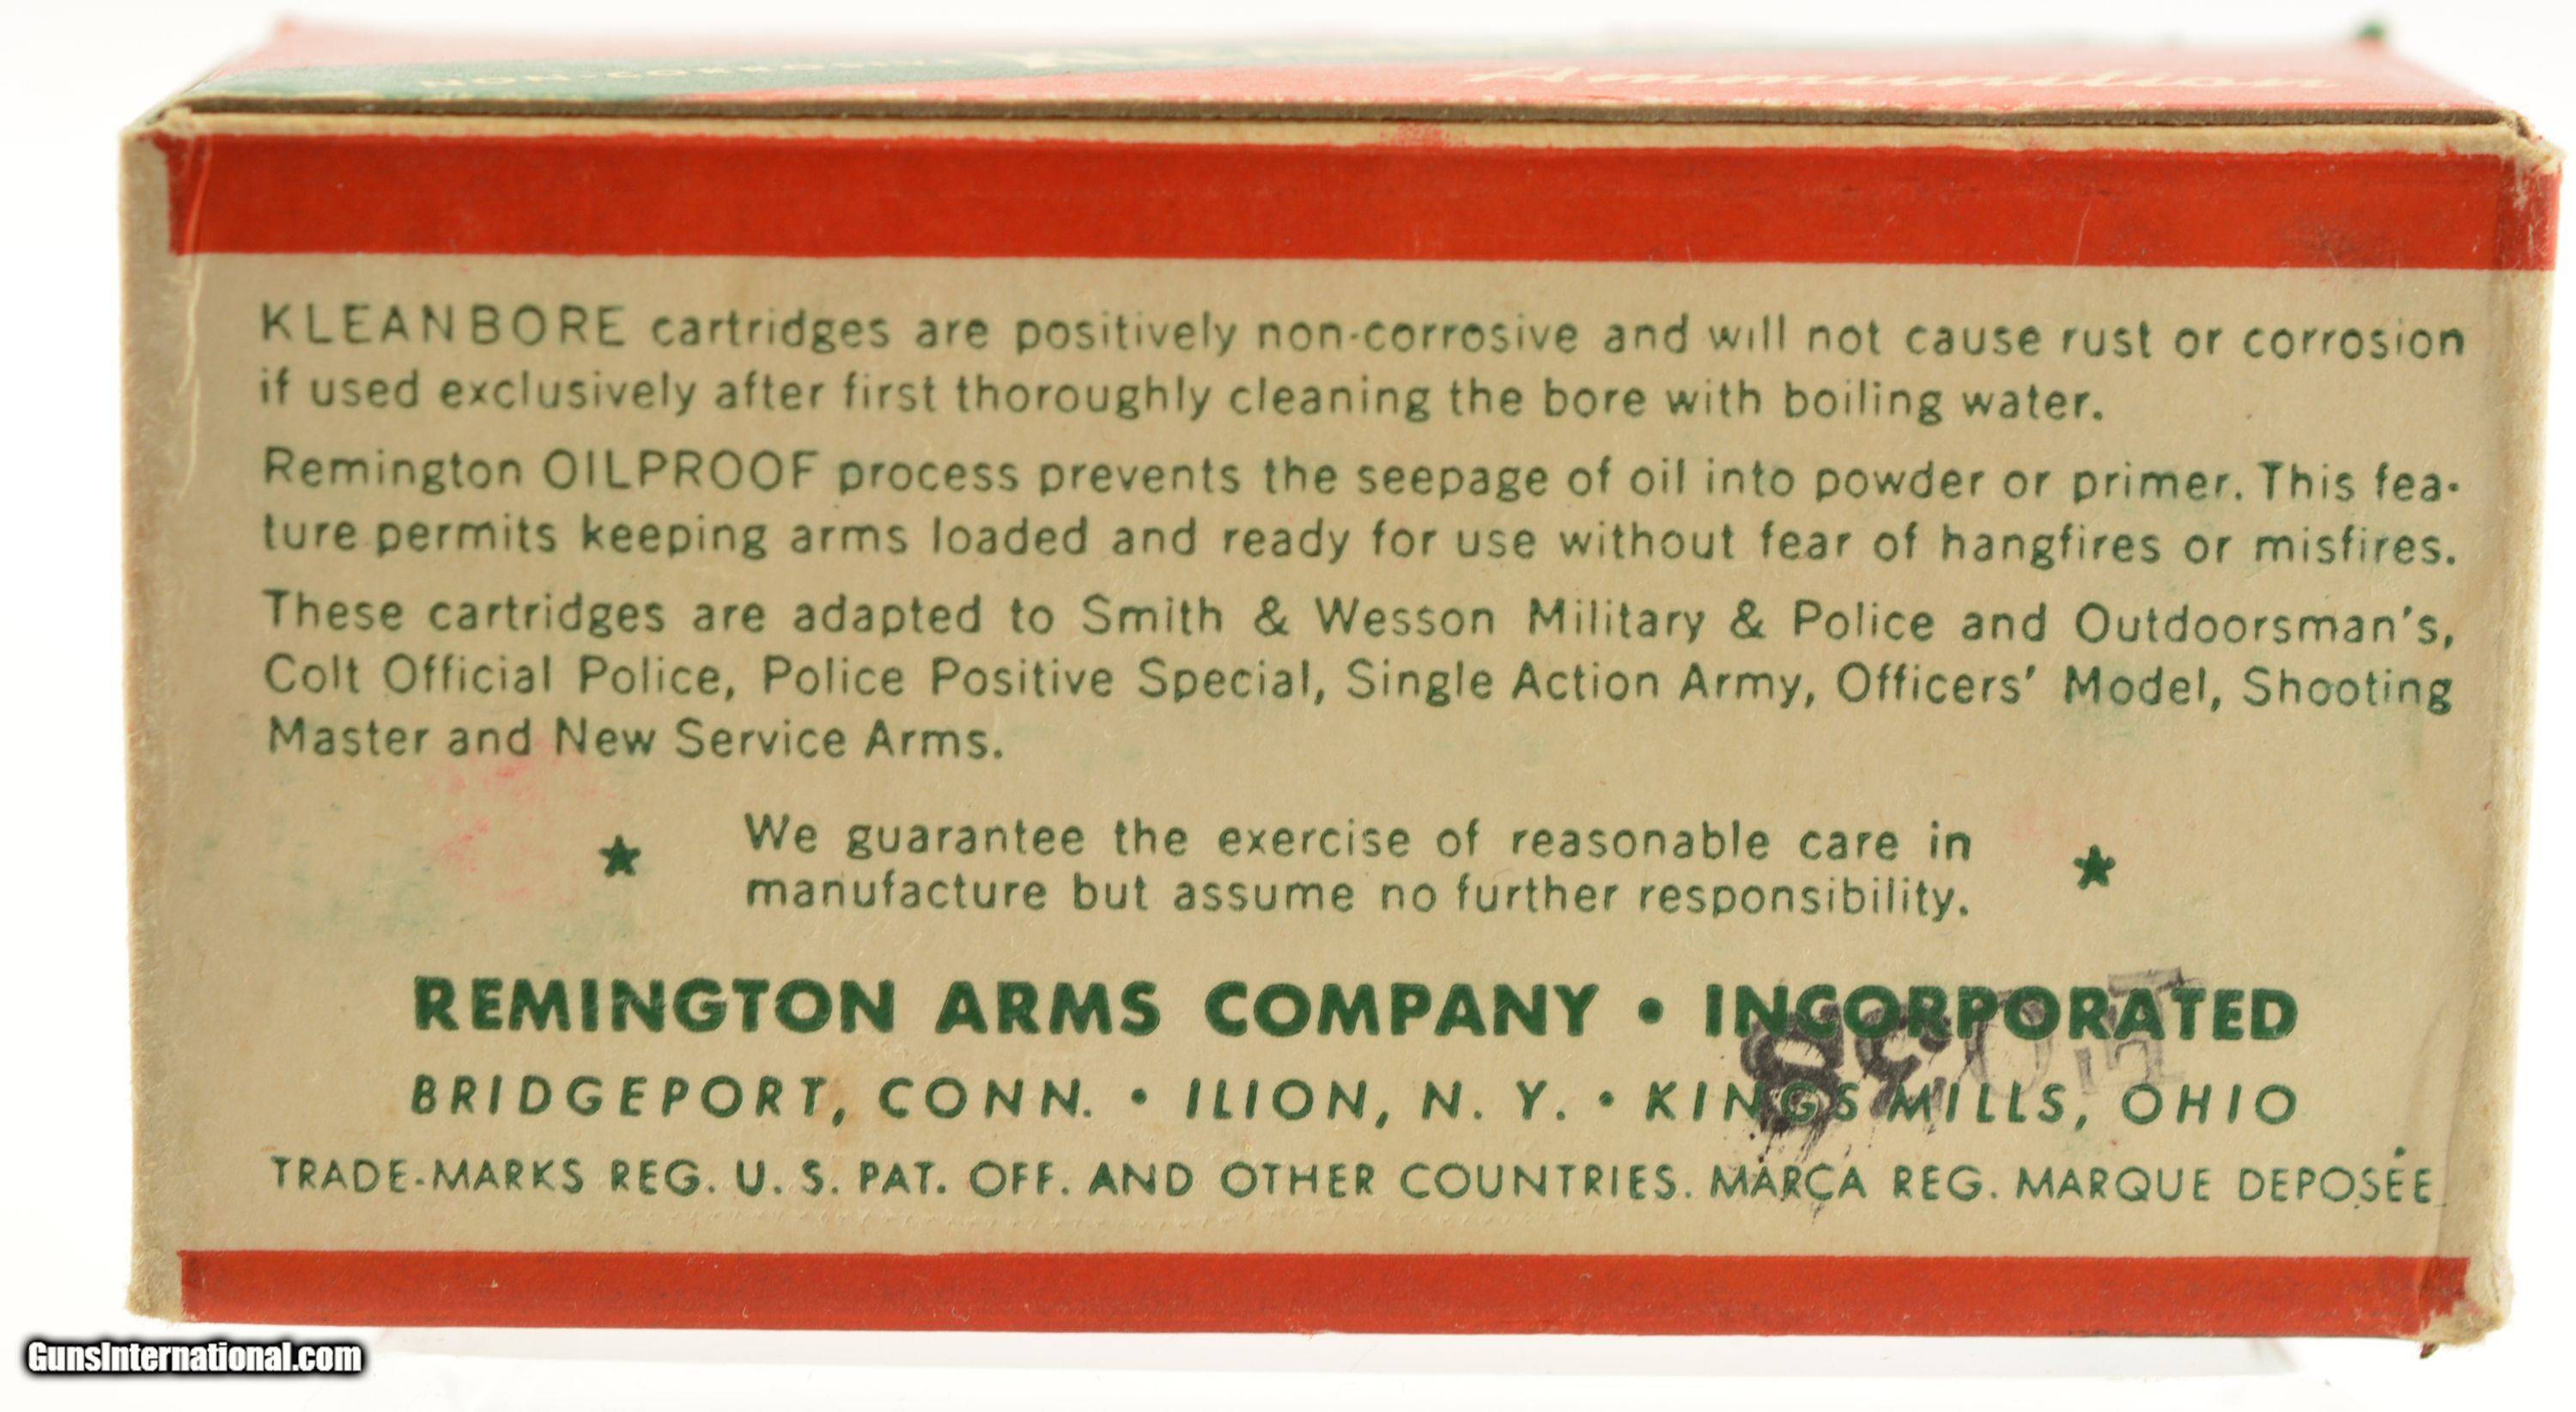 NON-CORROSIVE
Ammunition
KLEANBORE cartridges are positively non-corrosive and will not cause rust or corrosion
if used exclusively after first thoroughly cleaning the bore with boiling water.
Remington OILPROOF process prevents the seepage of oil into powder or primer. This fea-
ture permits keeping arms loaded and ready for use without fear of hangfires or misfires.
These cartridges are adapted to Smith & Wesson Military & Police and Outdoorsman's,
Colt Official Police, Police Positive Special, Single Action Army, Officers' Model, Shooting
Master and New Service Arms.
★ We guarantee the exercise of reasonable care in ★
manufacture but assume no further responsibility.
REMINGTON ARMS COMPANY • INCORPORATED
BRIDGEPORT, CONN. • ILION, N. Y. • KINGS MILLS, OHIO
TRADE-MARKS REG. U. S. PAT. OFF. AND OTHER COUNTRIES. MARCA REG. MARQUE DEPOSÉE
GunsInternational.com